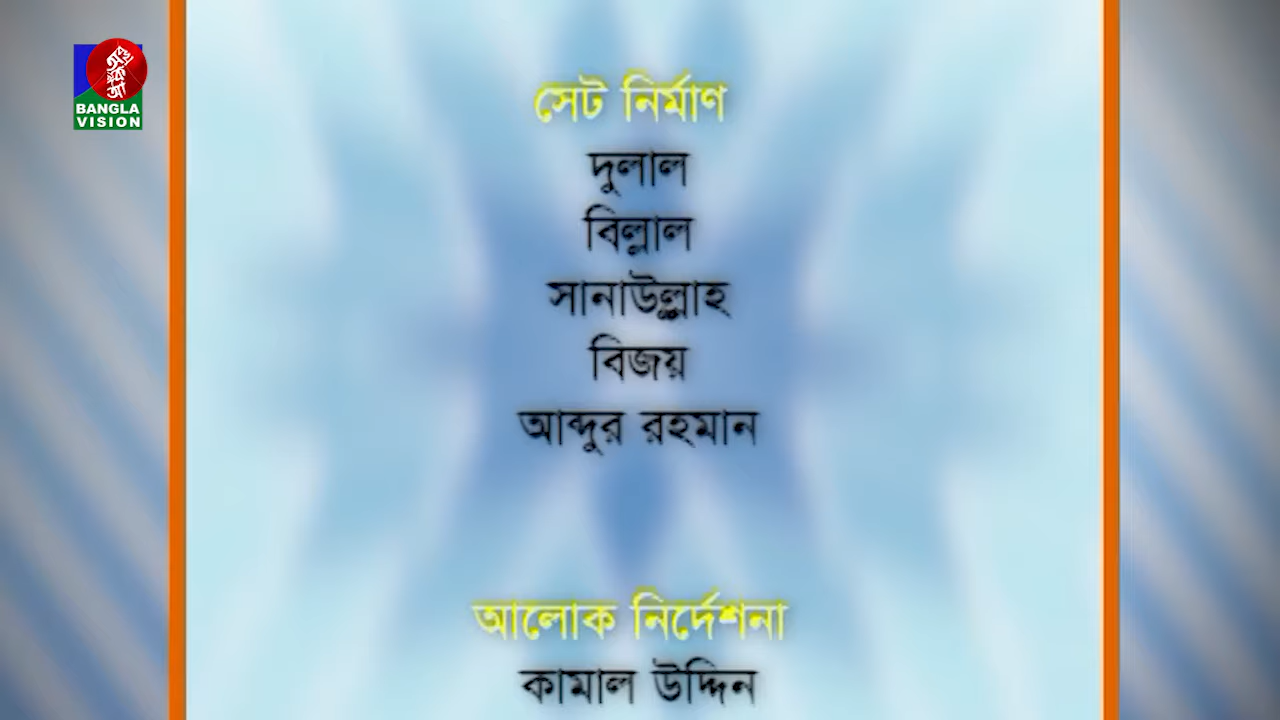 BANGLA
VISION
সেট নির্মাণ
দুলাল
বিল্লাল
সানাউল্লাহ
বিজয়
আব্দুর রহমান
আলোক নির্দেশনা
কামাল উদ্দিন